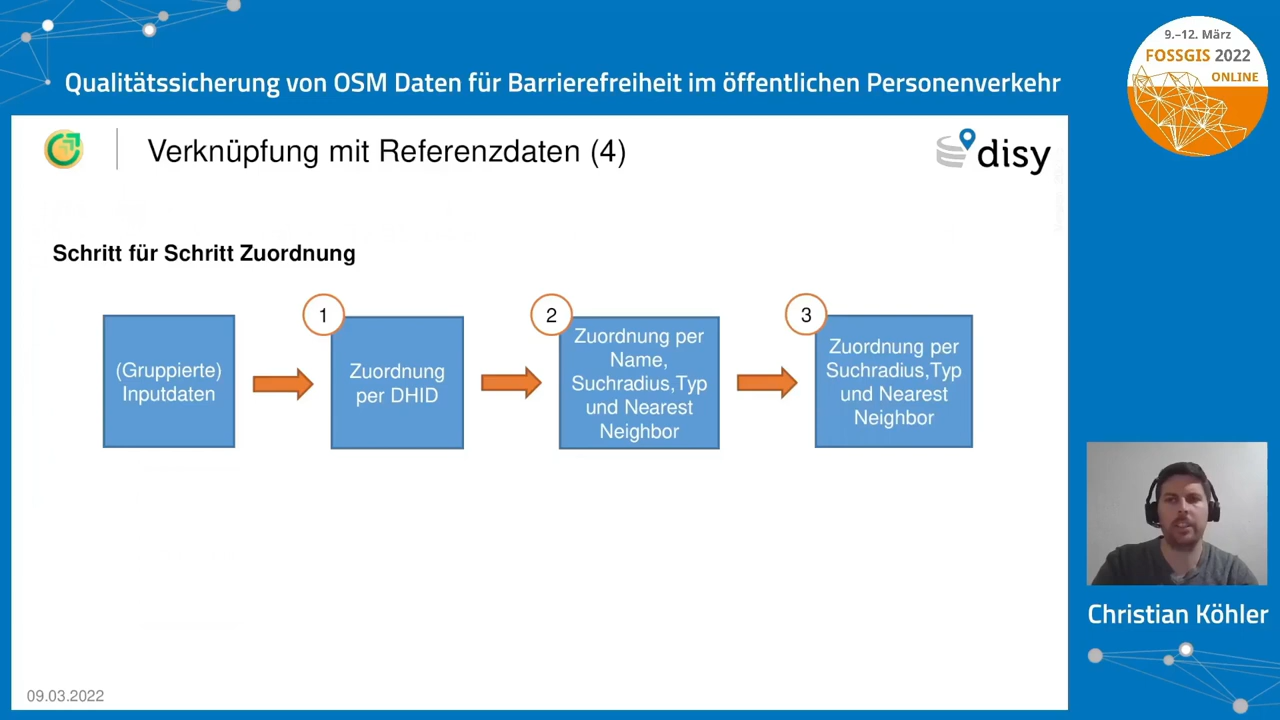 Qualitätssicherung von OSM Daten für Barrierefreiheit im öffentlichen Personenverkehr
9.–12. März
FOSSGIS 2022
ONLINE
Verknüpfung mit Referenzdaten (4)
disy
Schritt für Schritt Zuordnung
(Gruppierte)
Inputdaten
1
Zuordnung
per DHID
2
Zuordnung per
Name,
Suchradius,Typ
und Nearest
Neighbor
3
Zuordnung per
Suchradius,Typ
und Nearest
Neighbor
Christian Köhler
09.03.2022